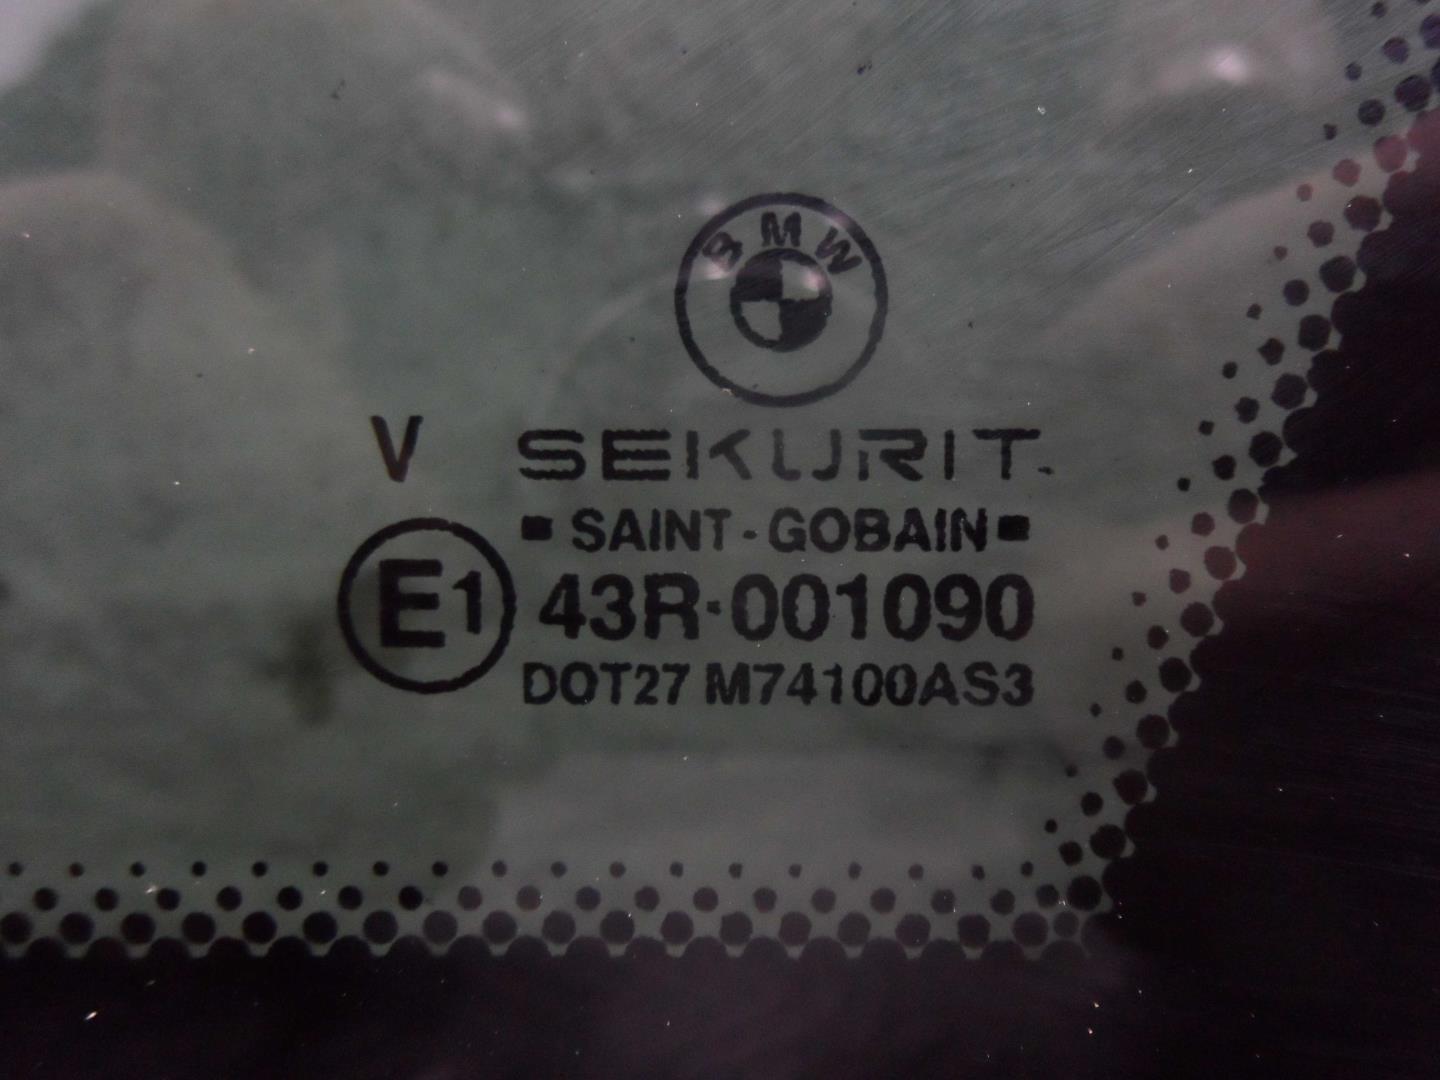 BMW
V SEKURIT
SAINT-GOBAIN
E1 43R-001090
DOT27 M74100AS3